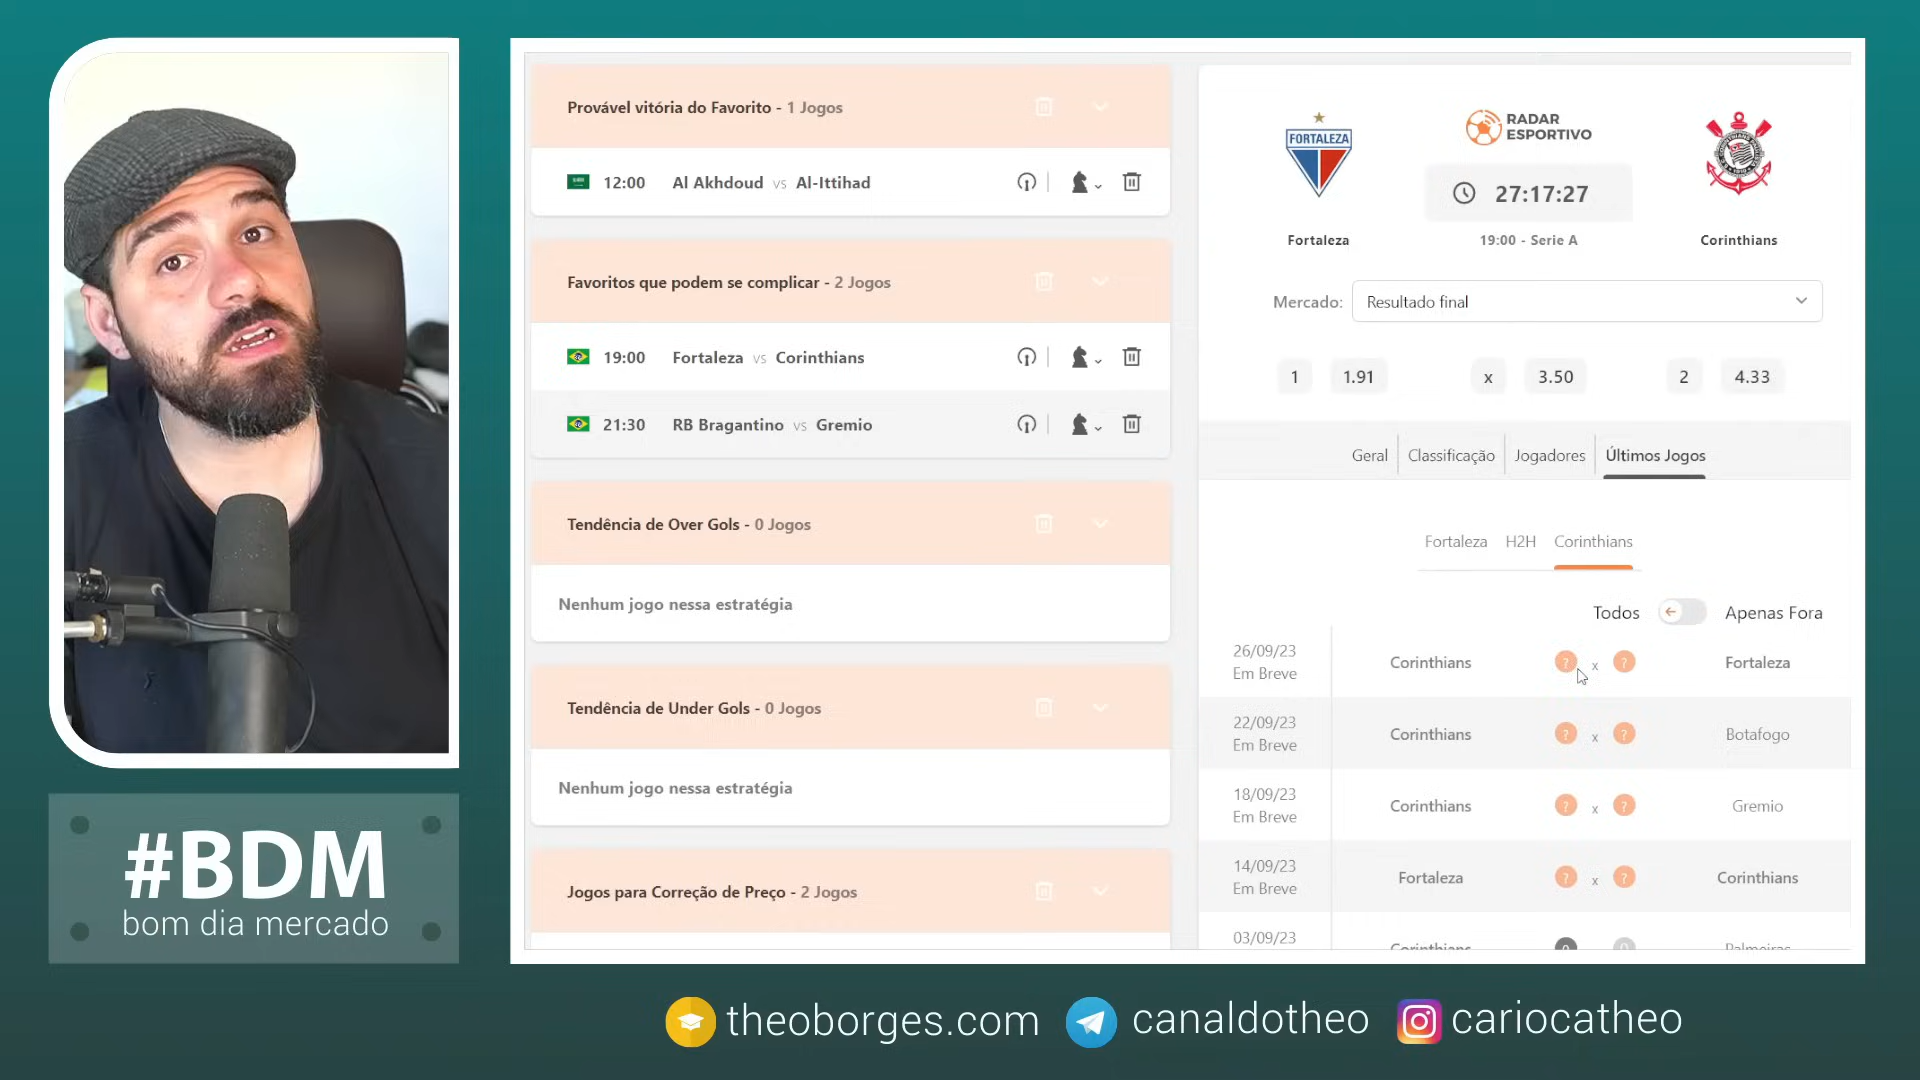 #BDM
bom dia mercado
Provável vitória do Favorito - 1 Jogos
12:00 Al Akhdoud vs Al-Ittihad
Favoritos que podem se complicar - 2 Jogos
19:00 Fortaleza vs Corinthians
21:30 RB Bragantino vs Gremio
Tendência de Over Gols - 0 Jogos
Nenhum jogo nessa estratégia
Tendência de Under Gols - 0 Jogos
Nenhum jogo nessa estratégia
Jogos para Correção de Preço - 2 Jogos
FORTALEZA
RADAR
ESPORTIVO
27:17:27
Fortaleza
19:00 - Serie A
Corinthians
Mercado: Resultado final
1 1.91 x 3.50 2 4.33
Geral Classificação Jogadores Últimos Jogos
Fortaleza H2H Corinthians
Todos Apenas Fora
26/09/23
Em Breve
Corinthians ? x ? Fortaleza
22/09/23
Em Breve
Corinthians ? x ? Botafogo
18/09/23
Em Breve
Corinthians ? x ? Gremio
14/09/23
Em Breve
Fortaleza ? x ? Corinthians
03/09/23
Corinthians 0 0 Palmeiras
theoborges.com canaldotheo cariocatheo